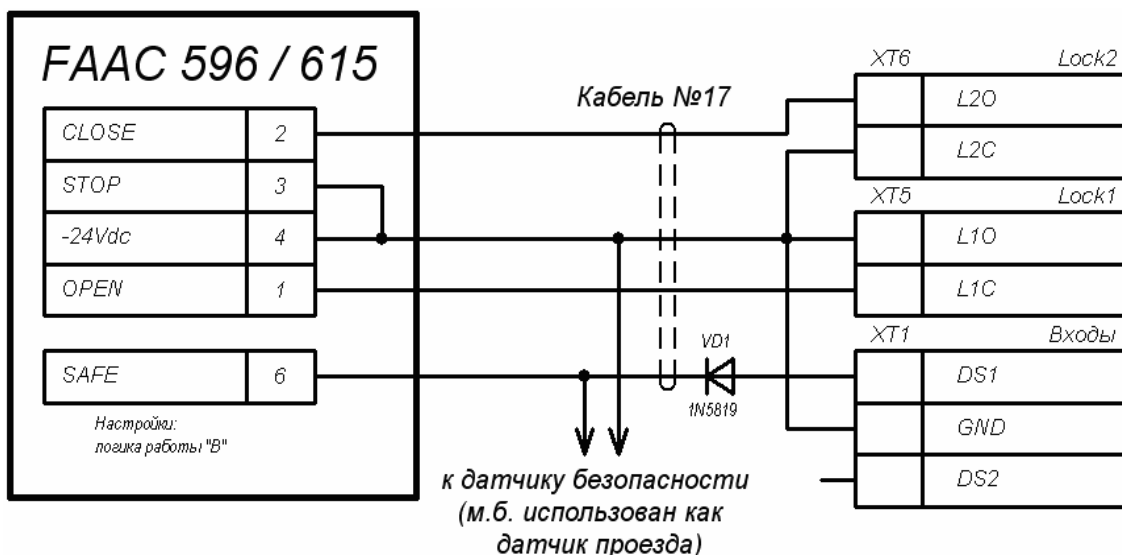 FAAC 596 / 615
CLOSE 2
STOP 3
-24Vdc 4
OPEN 1
SAFE 6
Настройки:
логика работы "В"
Кабель №17
VD1
1N5819
к датчику безопасности
(м.б. использован как
датчик проезда)
XT6 Lock2
L2O
L2C
XT5 Lock1
L1O
L1C
XT1 Входы
DS1
GND
DS2